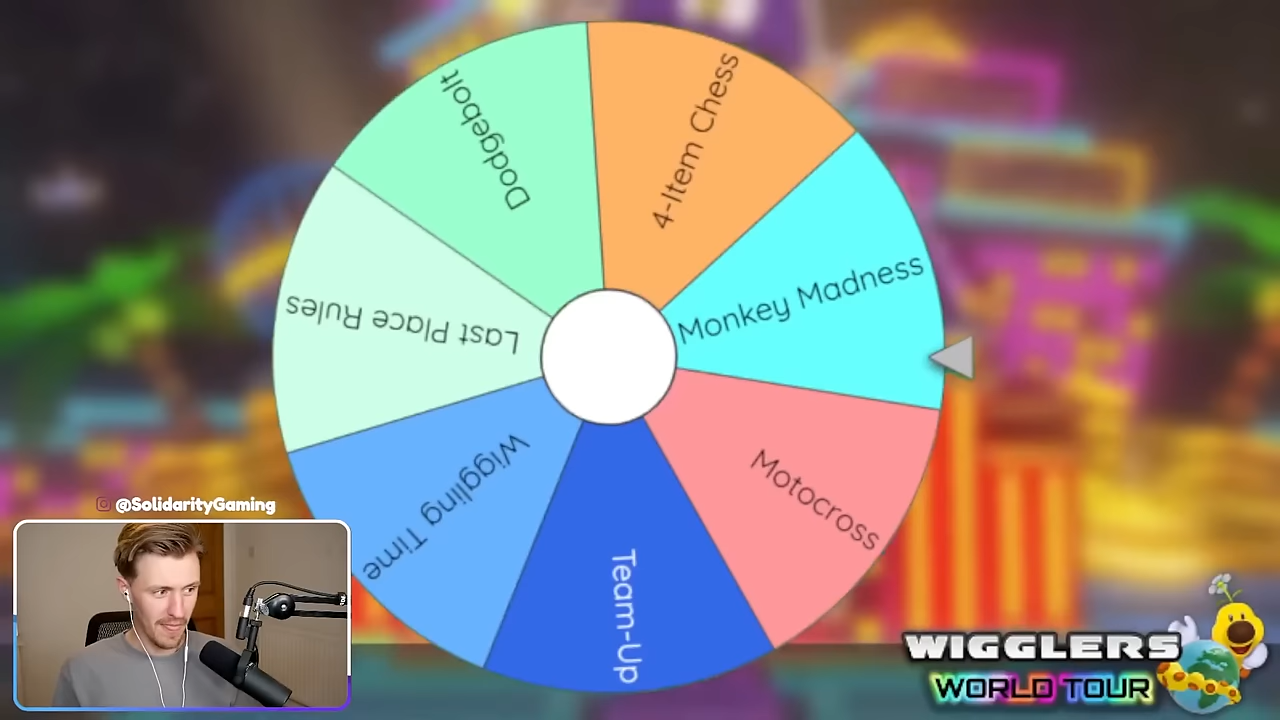 Dodgebolt
4-Item Chess
Monkey Madness
Last Place Rules
Motocross
Wiggling Time
Team-Up
@SolidarityGaming
WIGGLERS
WORLD TOUR